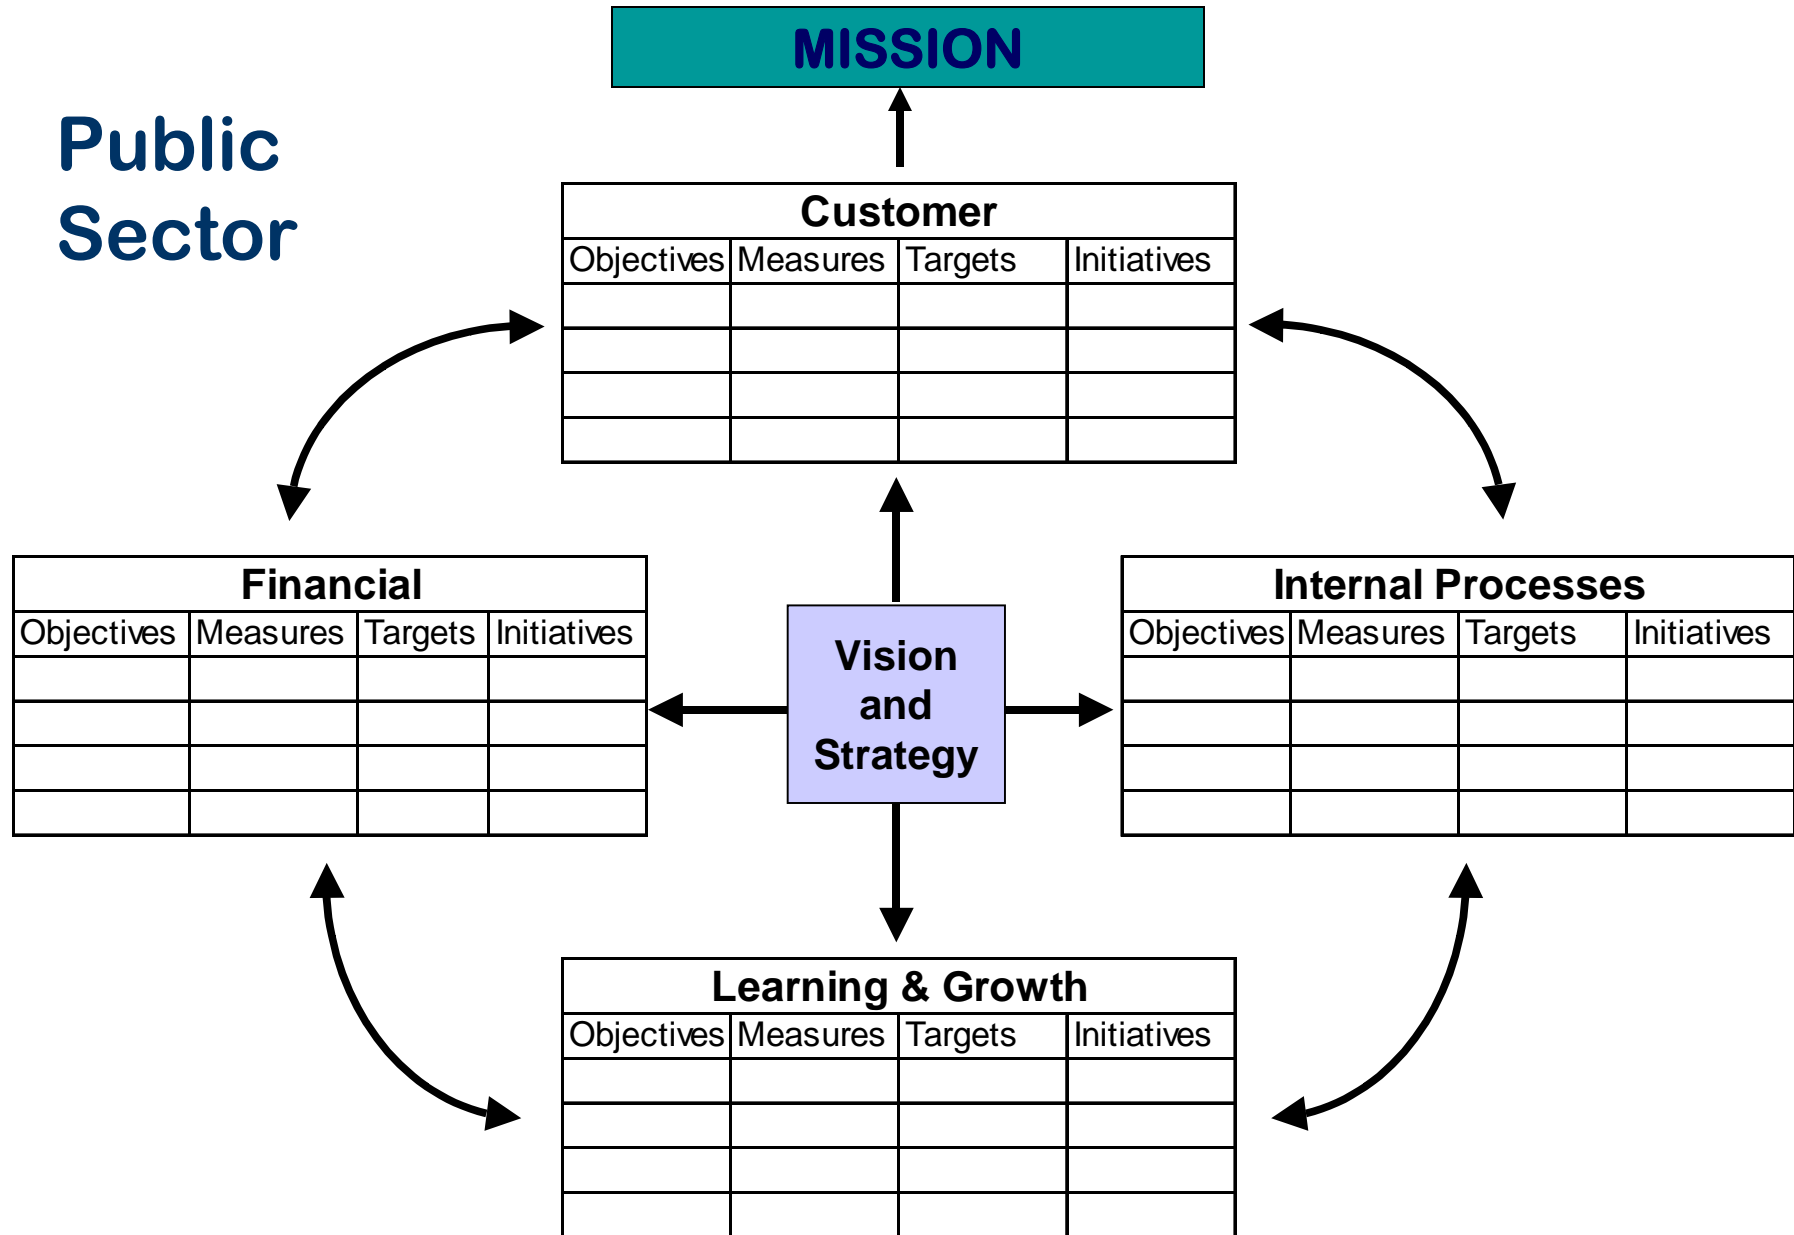 MISSION
Public
Sector
Customer
Objectives Measures Targets Initiatives
Financial
Objectives Measures Targets Initiatives
Vision
and
Strategy
Internal Processes
Objectives Measures Targets Initiatives
Learning & Growth
Objectives Measures Targets Initiatives